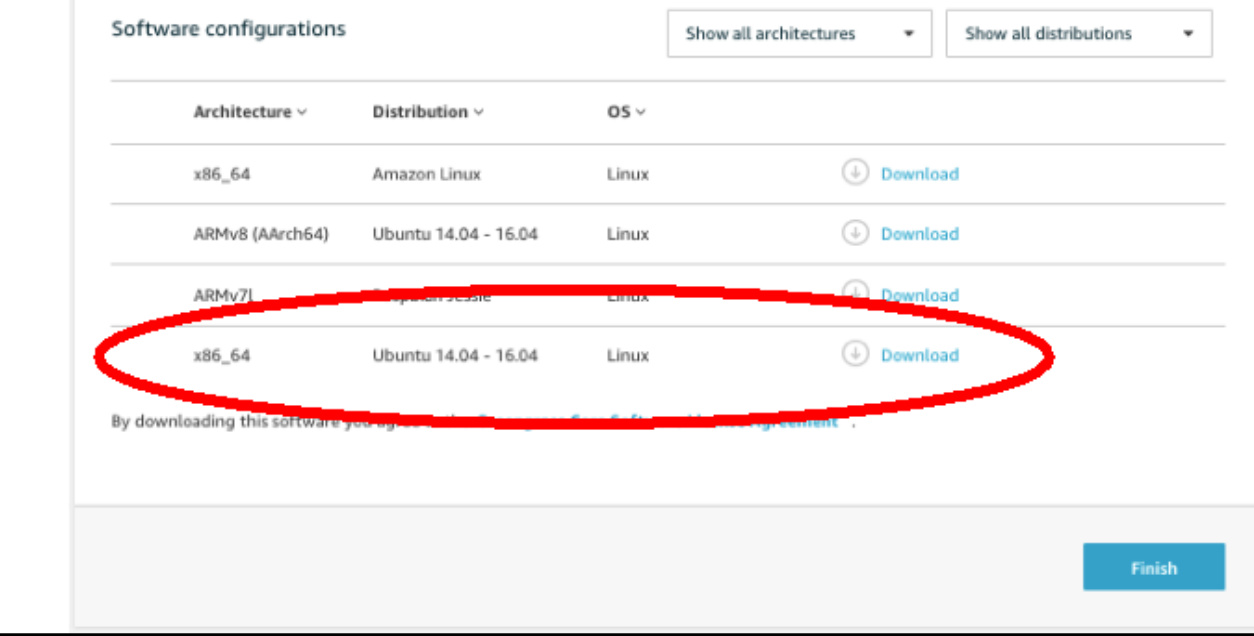 Software configurations Show all architectures Show all distributions
Architecture Distribution OS
x86_64 Amazon Linux Linux Download
ARMv8 (AArch64) Ubuntu 14.04 - 16.04 Linux Download
ARMv7l Jessie Linux Download
x86_64 Ubuntu 14.04 - 16.04 Linux Download
By downloading this software you agree Agreement .
Finish